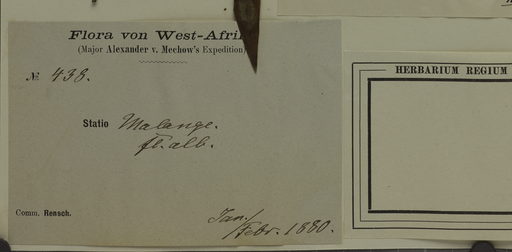 Flora von West-Afri
(Major Alexander v. Mechow's Expedition)
№ 438.
Statio Malange.
fl. alb.
Comm. Rensch.
Jan./
Febr. 1880.
HERBARIUM REGIUM